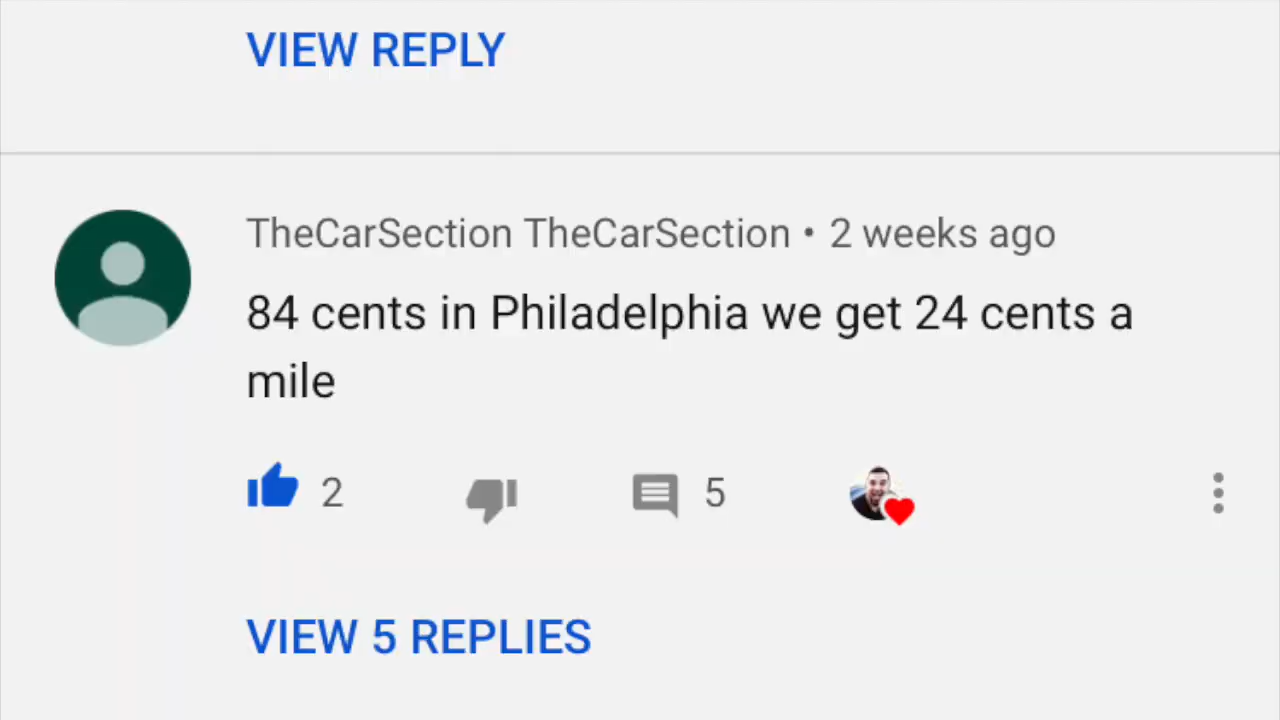 VIEW REPLY
TheCarSection TheCarSection • 2 weeks ago
84 cents in Philadelphia we get 24 cents a
mile
2 5
VIEW 5 REPLIES